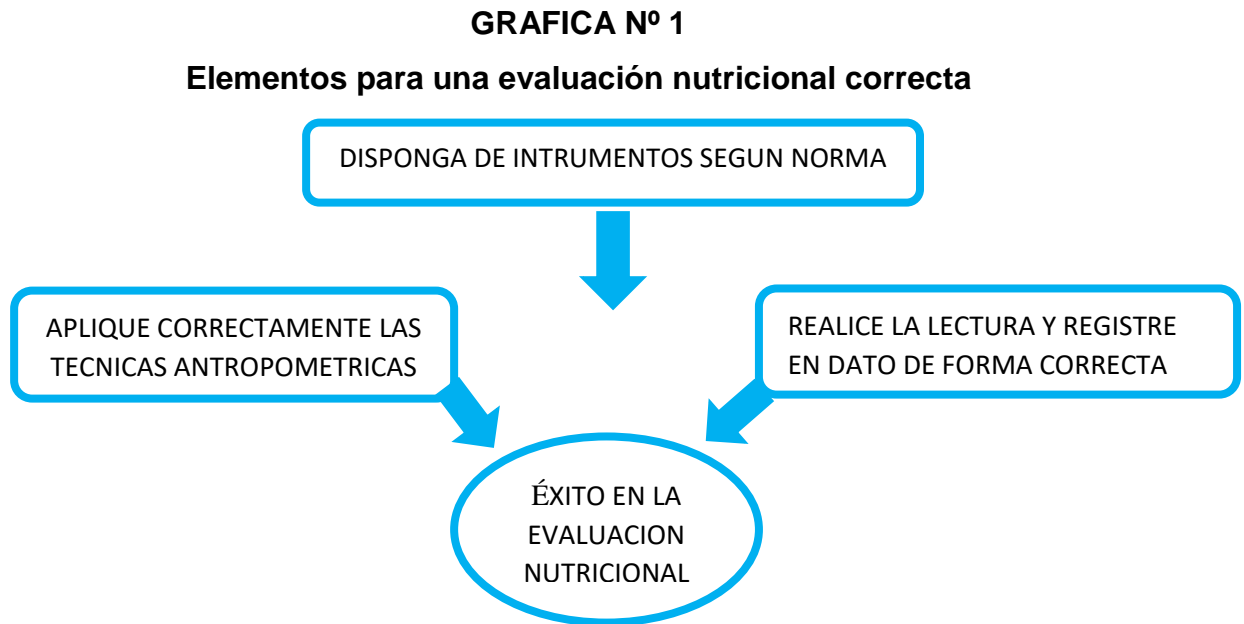 GRAFICA Nº 1
Elementos para una evaluación nutricional correcta
DISPONGA DE INTRUMENTOS SEGUN NORMA
APLIQUE CORRECTAMENTE LAS
TECNICAS ANTROPOMETRICAS
REALICE LA LECTURA Y REGISTRE
EN DATO DE FORMA CORRECTA
ÉXITO EN LA
EVALUACION
NUTRICIONAL